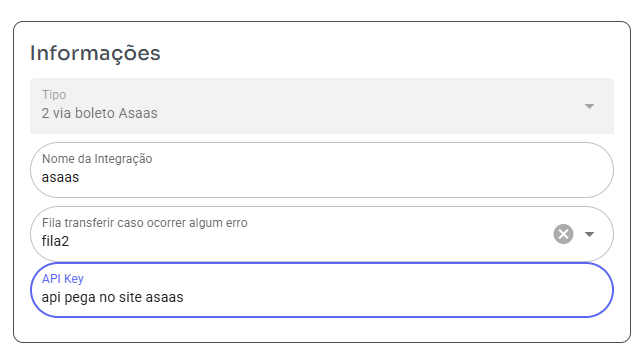 Informações
Tipo
2 via boleto Asaas
Nome da Integração
asaas
Fila transferir caso ocorrer algum erro
fila2
API Key
api pega no site asaas